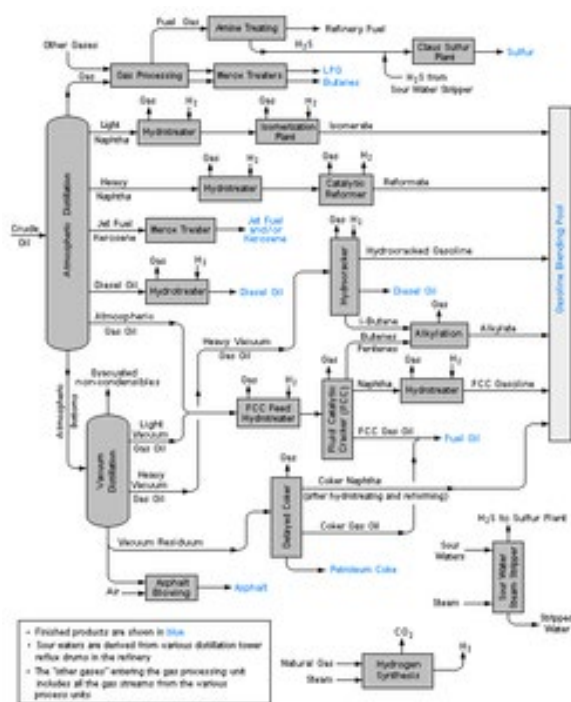 Fuel Gas
Amine Treating
Refinery Fuel
Other Gases
H2S
Claus Sulfur
Plant
Sulfur
Gas
Gas Processing
Merox Treaters
LPG
Butanes
H2S from
Sour Water Stripper
Gas
H2
Gas
H2
Light
Naphtha
Hydrotreater
Isomerization
Plant
Isomerate
Gas
H2
Gas
H2
Heavy
Naphtha
Hydrotreater
Catalytic
Reformer
Reformate
Atmospheric Distillation
Crude
Oil
Jet Fuel
Kerosene
Merox Treater
Jet Fuel
and/or
Kerosene
Gas
H2
Hydrocracker
Hydrocracked Gasoline
Gasoline Blending Pool
Gas
H2
Diesel Oil
Hydrotreater
Diesel Oil
Diesel Oil
Atmospheric
Gas Oil
i-Butane
Butenes
Pentenes
Gas
Alkylation
Alkylate
Heavy Vacuum
Gas Oil
Evacuated
non-condensibles
Atmospheric
Bottoms
Gas
H2
FCC Feed
Hydrotreater
Gas
Fluid Catalytic
Cracker (FCC)
Naphtha
Gas
H2
Hydrotreater
FCC Gasoline
Light
Vacuum
Gas Oil
FCC Gas Oil
Fuel Oil
Vacuum
Distillation
Heavy
Vacuum
Gas Oil
Gas
Delayed Coker
Coker Naphtha
(after hydrotreating and reforming)
Coker Gas Oil
Vacuum Residuum
Petroleum Coke
H2S to Sulfur Plant
Sour
Waters
Sour Water
Steam Stripper
Steam
Stripped
Water
Air
Asphalt
Blowing
Asphalt
• Finished products are shown in blue
• Sour waters are derived from various distillation tower
reflux drums in the refinery
• The "other gases" entering the gas processing unit
includes all the gas streams from the various
process units
CO2
H2
Natural Gas
Steam
Hydrogen
Synthesis